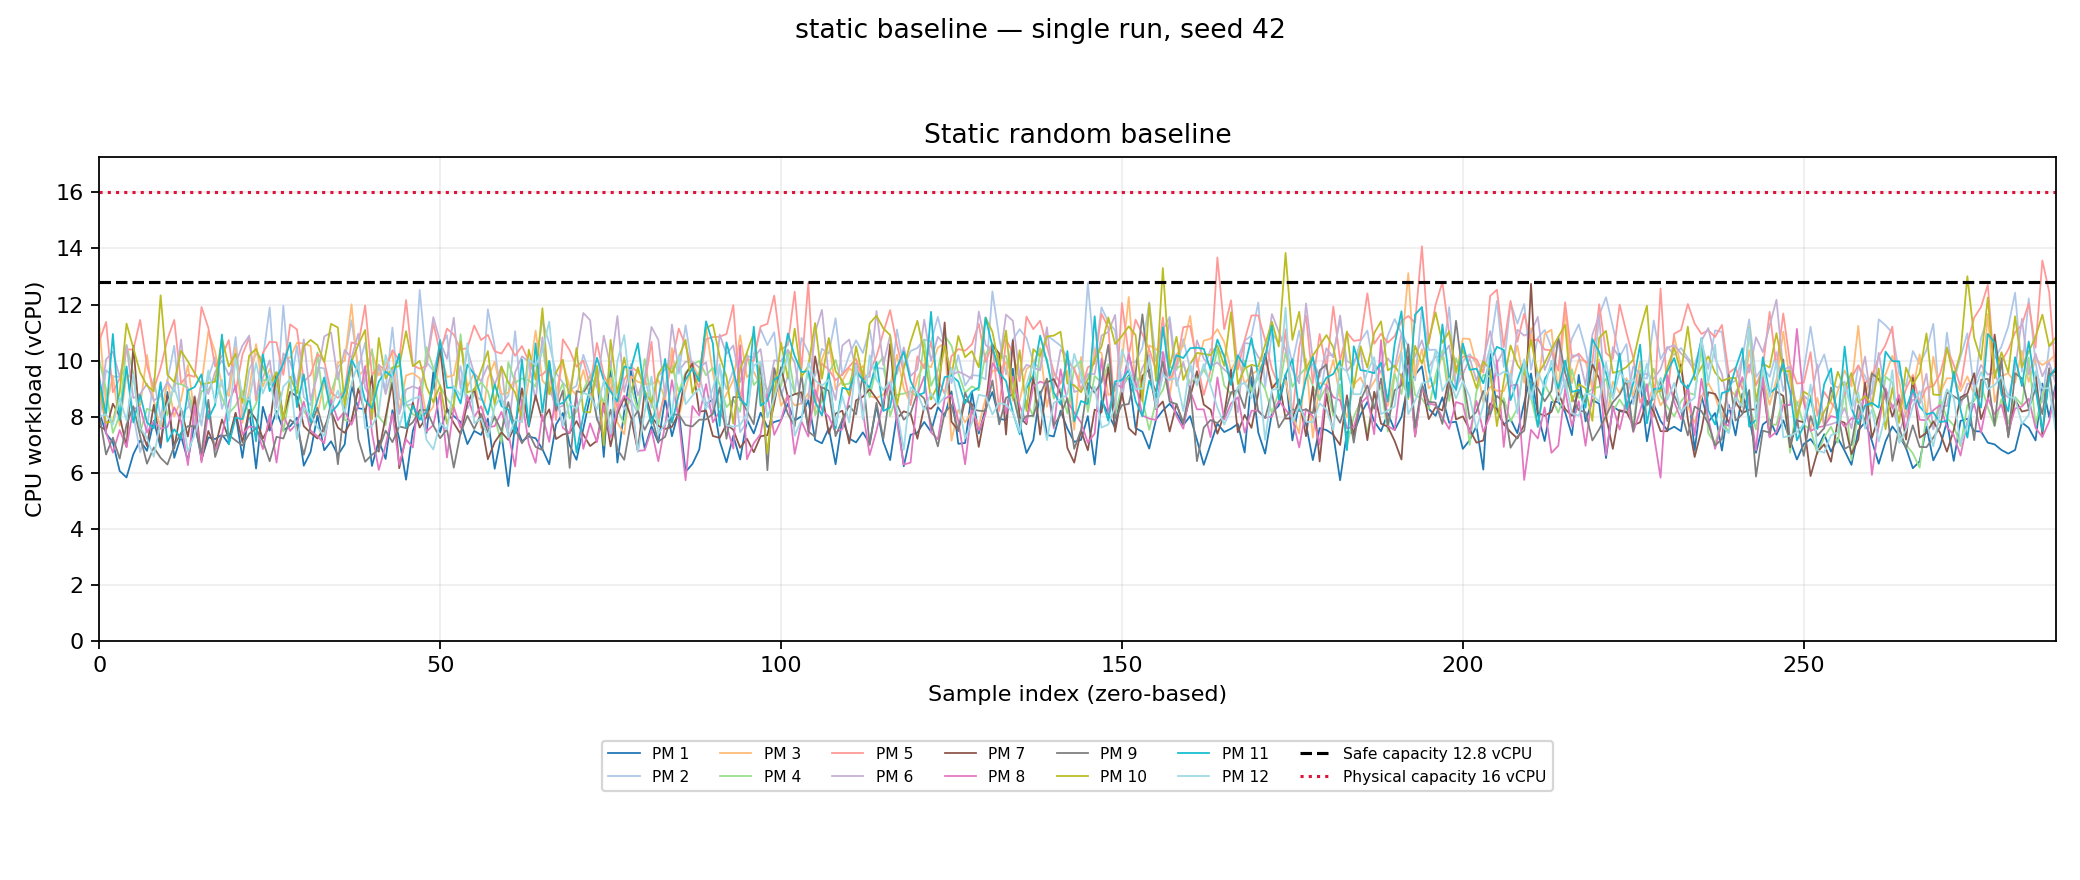 static baseline — single run, seed 42
Static random baseline
CPU workload (vCPU)
16
14
12
10
8
6
4
2
0
0 50 100 150 200 250
Sample index (zero-based)
PM 1 PM 3 PM 5 PM 7 PM 9 PM 11 Safe capacity 12.8 vCPU
PM 2 PM 4 PM 6 PM 8 PM 10 PM 12 Physical capacity 16 vCPU